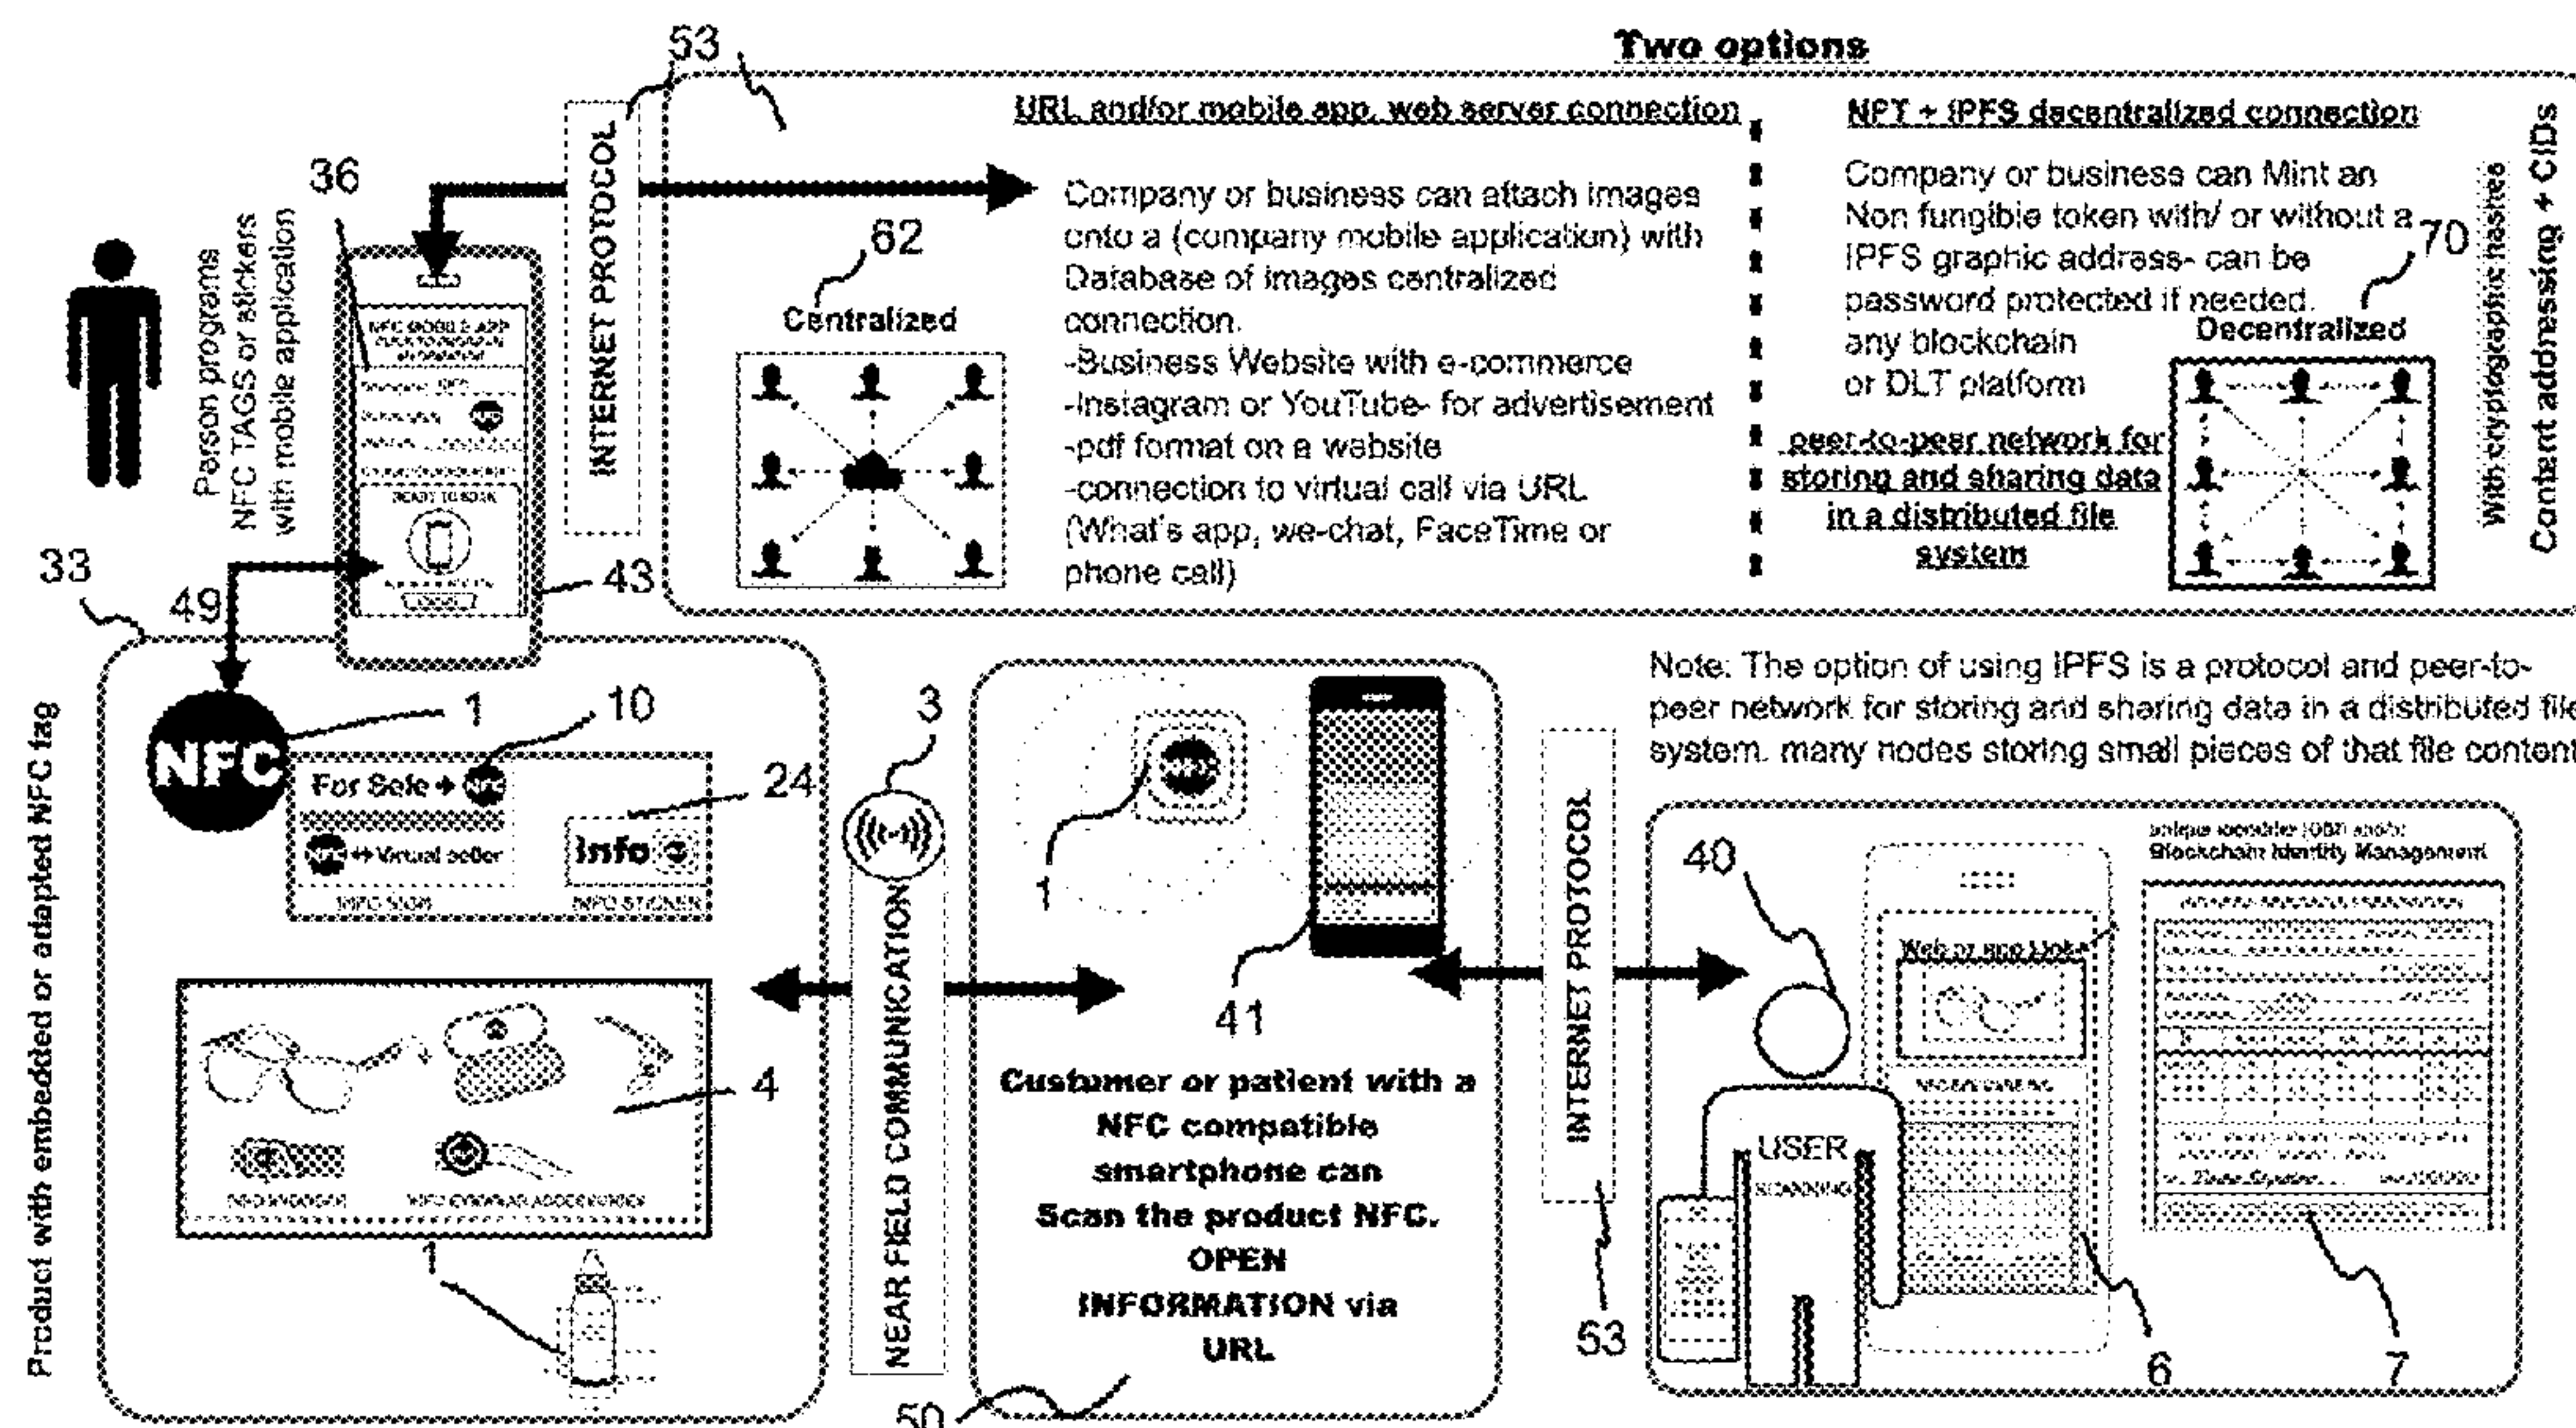 Two options
53
INTERNET PROTOCOL
URL and/or mobile app. web server connection
Company or business can attach images
onto a (company mobile application) with
Database of images centralized
connection.
-Business Website with e-commerce
-Instagram or YouTube- for advertisement
-pdf format on a website
-connection to virtual call via URL
(What's app, we-chat, FaceTime or
phone call)
62
Centralized
NFT + IPFS decentralized connection
Company or business can Mint an
Non fungible token with/ or without a
IPFS graphic address- can be
password protected if needed.
any blockchain
or DLT platform
70
Decentralized
peer-to-peer network for
storing and sharing data
in a distributed file
system
With cryptographic hashes
Content addressing + CIDs
36
Person programs
NFC TAGS or stickers
with mobile application
NFC MOBILE APP
READY TO SCAN
43
33
49
Product with embedded or adapted NFC tag
NFC
1
10
For Sale → NFC
NFC ↔ Virtual seller
24
Info
INFO SIGN
INFO STICKER
4
1
3
NEAR FIELD COMMUNICATION
1
41
Custumer or patient with a
NFC compatible
smartphone can
Scan the product NFC.
OPEN
INFORMATION via
URL
INTERNET PROTOCOL
53
Note: The option of using IPFS is a protocol and peer-to-
peer network for storing and sharing data in a distributed file
system. many nodes storing small pieces of that file content
40
Blockchain Identity Management
Web or app Link
USER
SCANNING
6
7